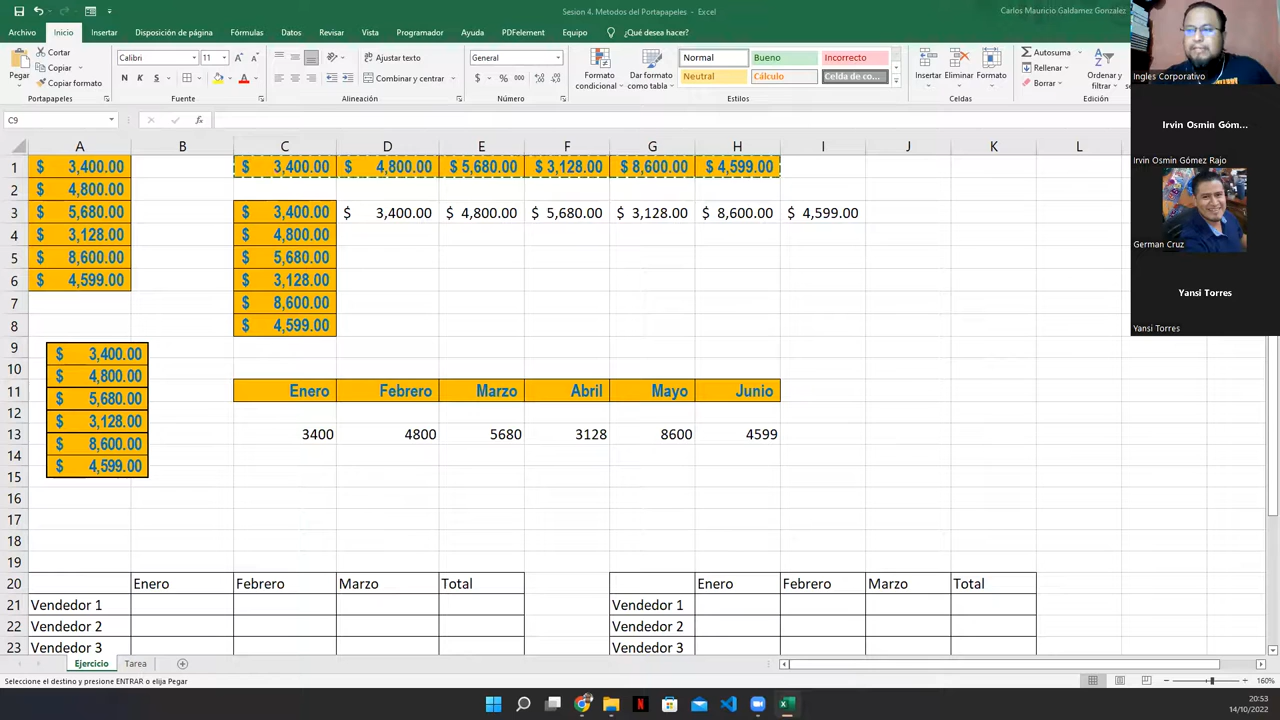 Sesion 4. Metodos del Portapapeles - Excel
Carlos Mauricio Galdamez Gonzalez
Archivo Inicio Insertar Disposición de página Fórmulas Datos Revisar Vista Programador Ayuda PDFelement Equipo ¿Qué desea hacer?
Pegar
Cortar
Copiar
Copiar formato
Portapapeles
Calibri 11
N K S
Fuente
Ajustar texto
Combinar y centrar
Alineación
General
$ % 000
Número
Formato condicional
Dar formato como tabla
Normal Bueno Incorrecto
Neutral Cálculo Celda de co...
Estilos
Insertar Eliminar Formato
Celdas
Autosuma
Rellenar
Borrar
Ordenar y filtrar
Edición
Ingles Corporativo
Irvin Osmin Góm...
Irvin Osmin Gómez Rajo
German Cruz
Yansi Torres
Yansi Torres
C9 fx
A B C D E F G H I J K L
1 $ 3,400.00 $ 3,400.00 $ 4,800.00 $ 5,680.00 $ 3,128.00 $ 8,600.00 $ 4,599.00
2 $ 4,800.00
3 $ 5,680.00 $ 3,400.00 $ 3,400.00 $ 4,800.00 $ 5,680.00 $ 3,128.00 $ 8,600.00 $ 4,599.00
4 $ 3,128.00 $ 4,800.00
5 $ 8,600.00 $ 5,680.00
6 $ 4,599.00 $ 3,128.00
7 $ 8,600.00
8 $ 4,599.00
9 $ 3,400.00
10 $ 4,800.00
11 $ 5,680.00 Enero Febrero Marzo Abril Mayo Junio
12 $ 3,128.00
13 $ 8,600.00 3400 4800 5680 3128 8600 4599
14 $ 4,599.00
15
16
17
18
19
20 Enero Febrero Marzo Total Enero Febrero Marzo Total
21 Vendedor 1 Vendedor 1
22 Vendedor 2 Vendedor 2
23 Vendedor 3 Vendedor 3
Ejercicio Tarea
Seleccione el destino y presione ENTRAR o elija Pegar
160%
20:53
14/10/2022